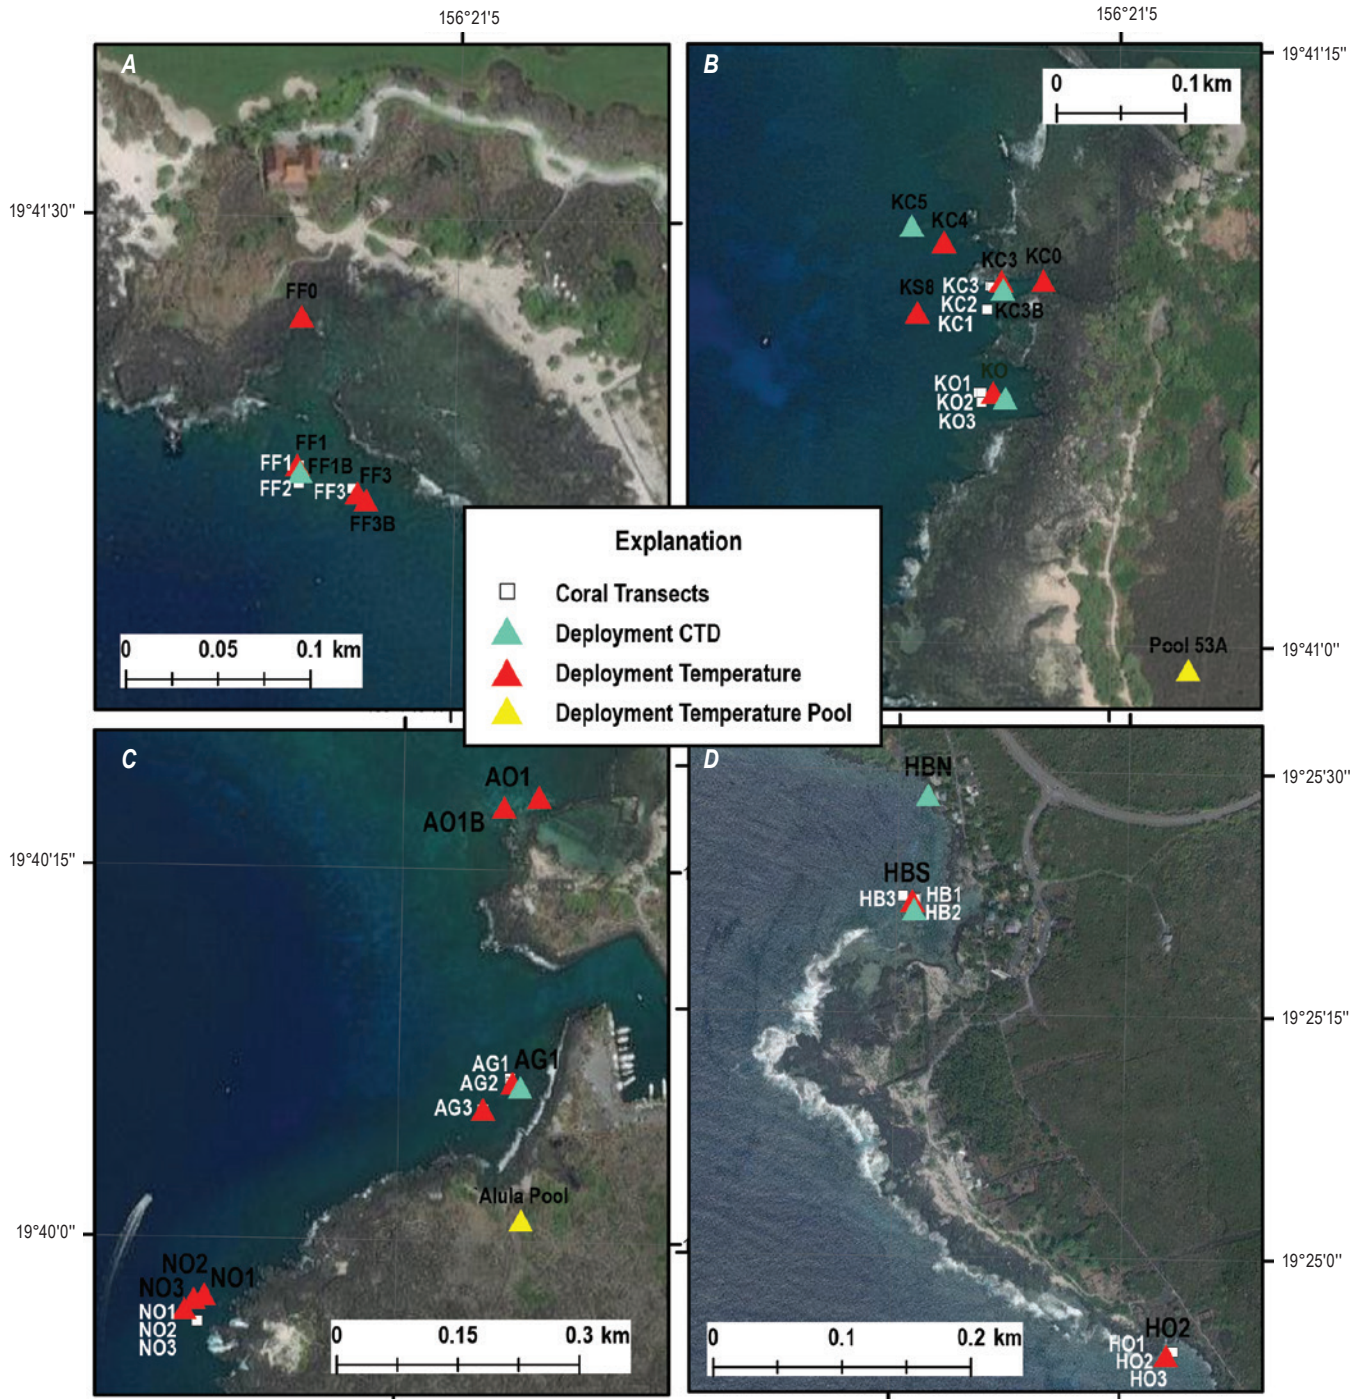 156°21'5
156°21'5
A
19°41'30"
FF0
FF1
FF1
FF1B
FF2
FF3
FF3
FF3B
0 0.05 0.1 km
B
19°41'15"
0 0.1 km
KC5
KC4
KC3
KC0
KC3
KS8
KC2
KC3B
KC1
KO
KO1
KO2
KO3
Pool 53A
19°41'0"
Explanation
Coral Transects
Deployment CTD
Deployment Temperature
Deployment Temperature Pool
C
AO1
AO1B
19°40'15"
AG1
AG1
AG2
AG3
Alula Pool
19°40'0"
NO2
NO3
NO1
NO1
NO2
NO3
0 0.15 0.3 km
D
HBN
19°25'30"
HBS
HB3
HB1
HB2
19°25'15"
19°25'0"
HO2
HO1
HO2
HO3
0 0.1 0.2 km